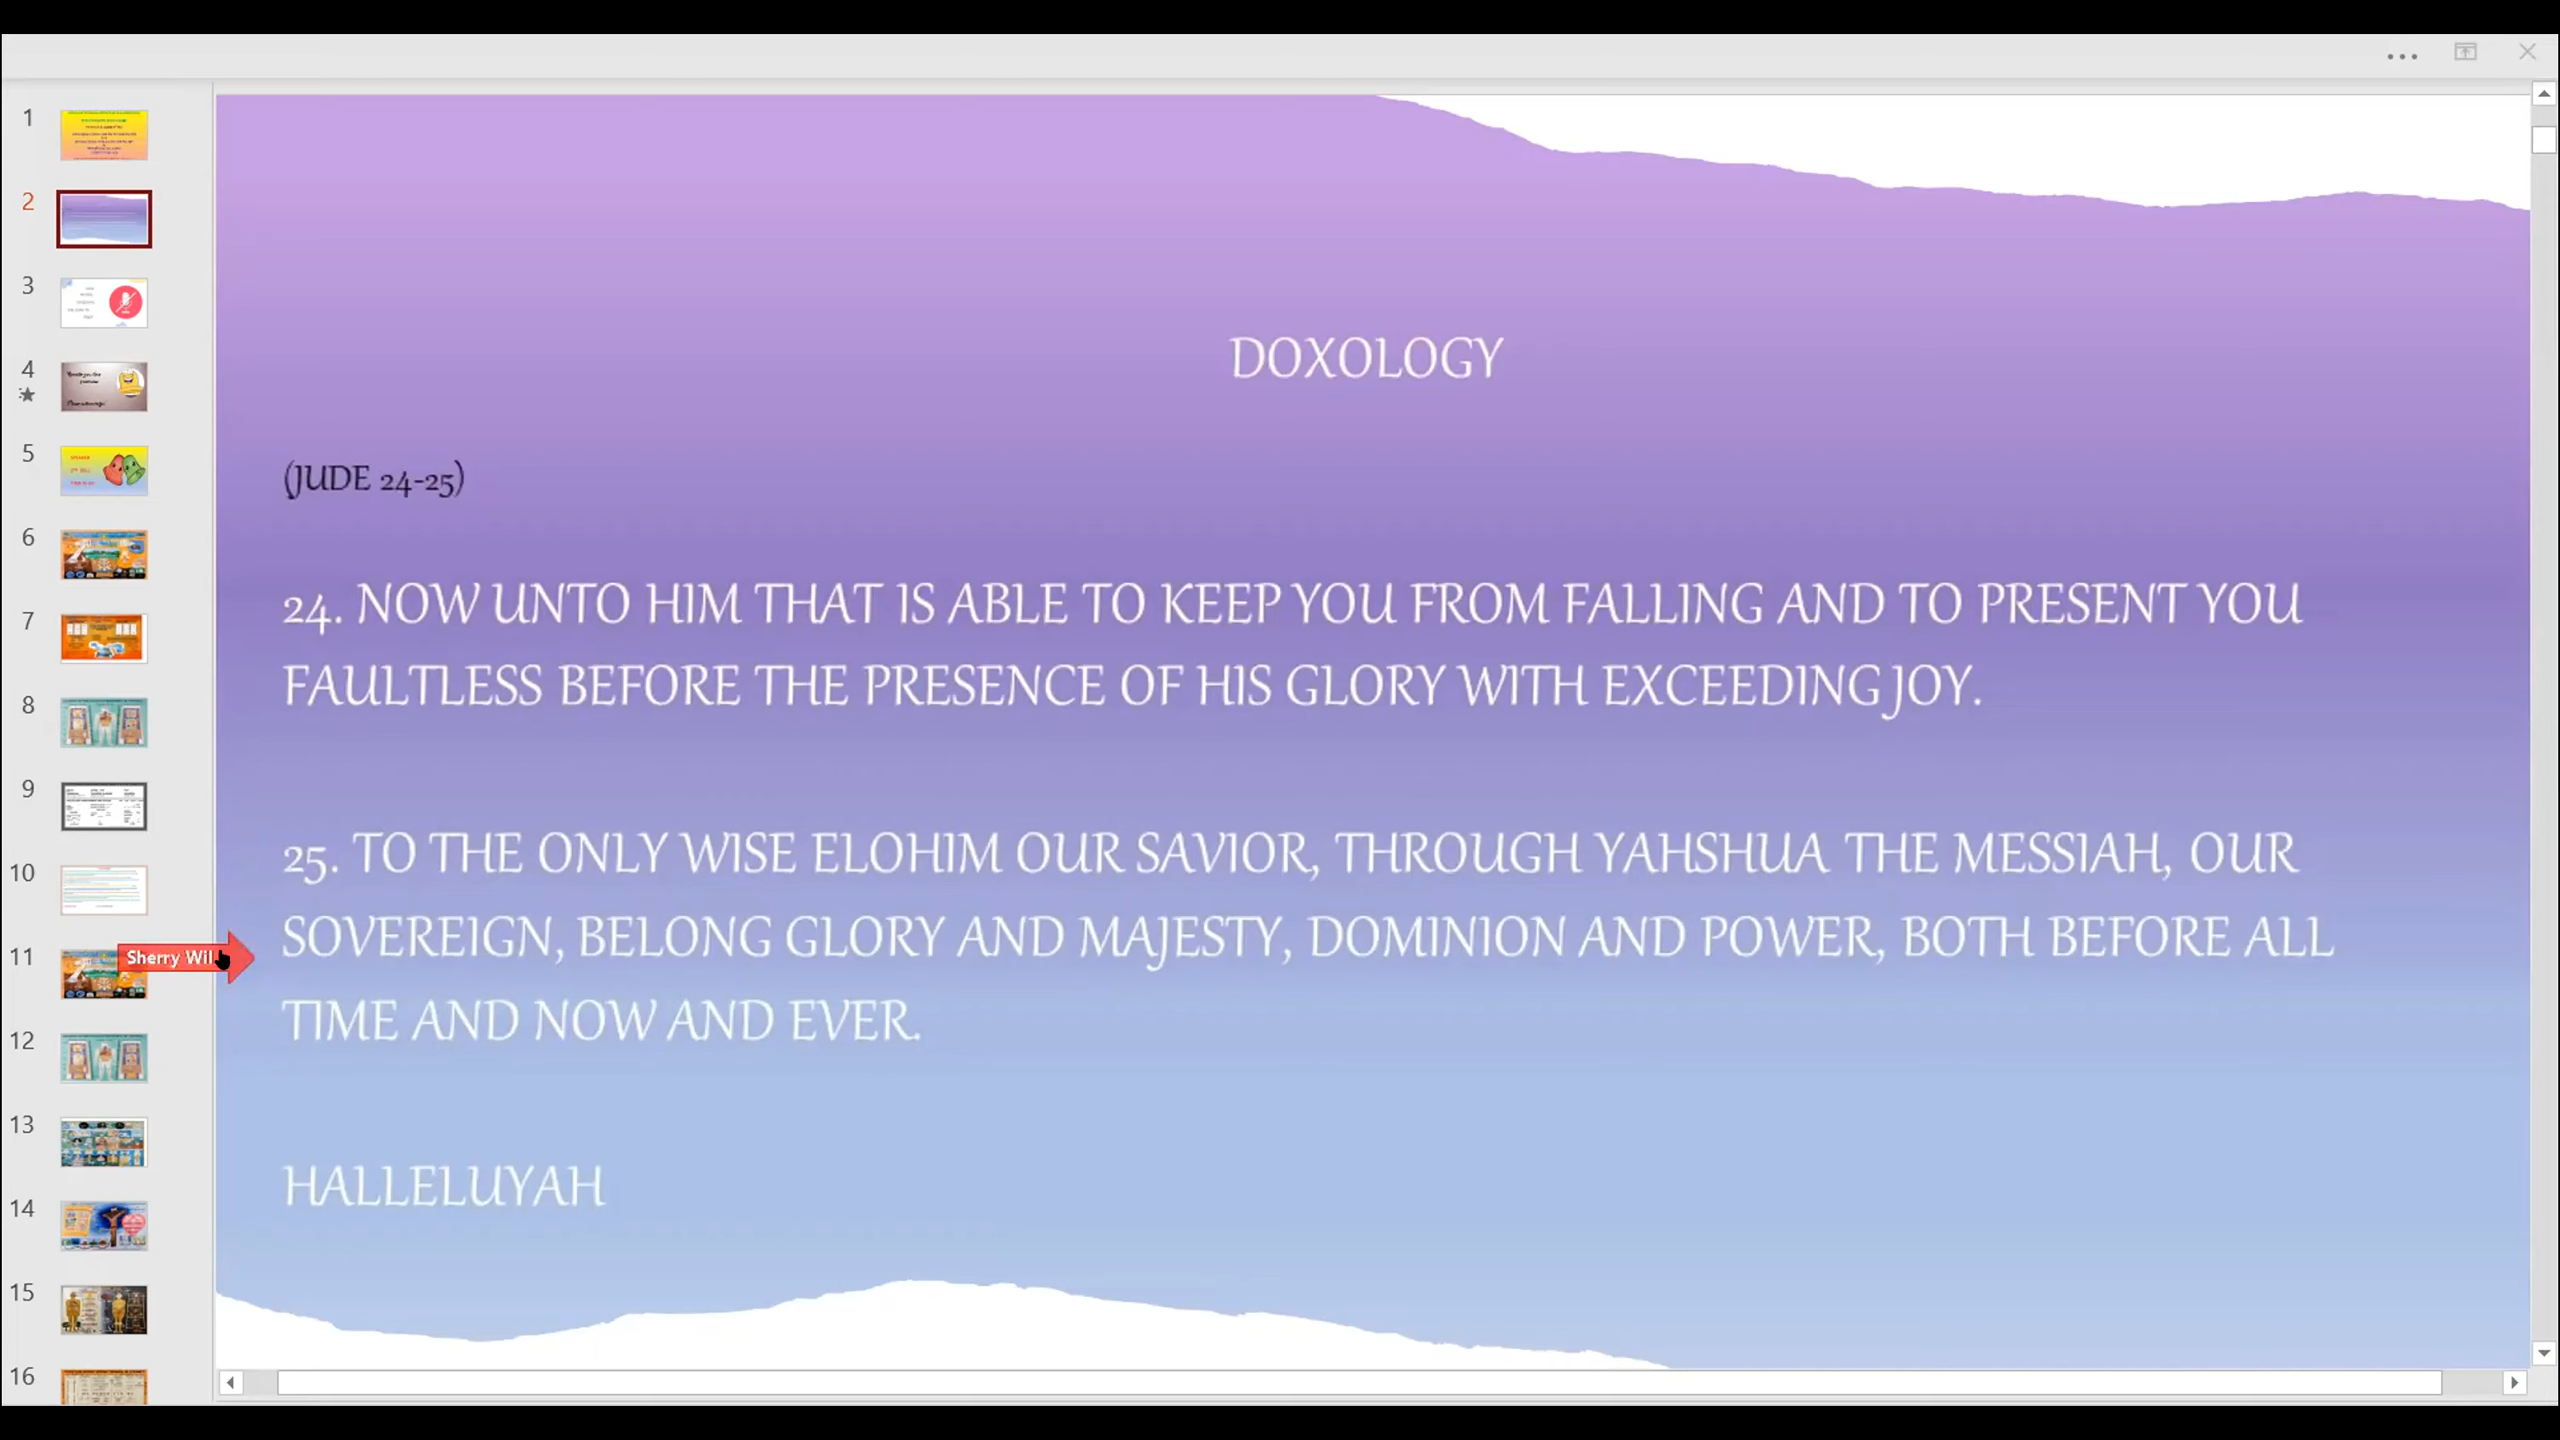 1
2
3
4
5
SPEAKER
6
7
8
9
10
11
Sherry Wil
12
13
14
15
16
DOXOLOGY
(JUDE 24-25)
24. NOW UNTO HIM THAT IS ABLE TO KEEP YOU FROM FALLING AND TO PRESENT YOU
FAULTLESS BEFORE THE PRESENCE OF HIS GLORY WITH EXCEEDING JOY.
25. TO THE ONLY WISE ELOHIM OUR SAVIOR, THROUGH YAHSHUA THE MESSIAH, OUR
SOVEREIGN, BELONG GLORY AND MAJESTY, DOMINION AND POWER, BOTH BEFORE ALL
TIME AND NOW AND EVER.
HALLELUYAH